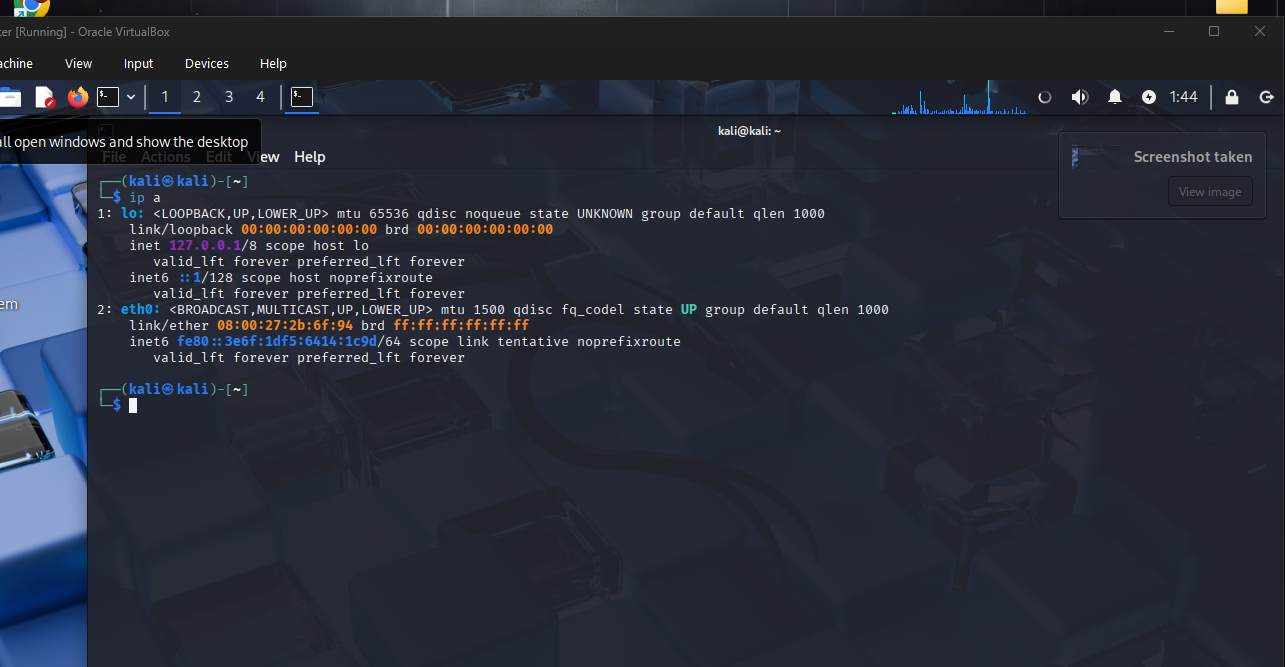 ter [Running] - Oracle VirtualBox
achine View Input Devices Help
1 2 3 4 1:44
all open windows and show the desktop
kali@kali: ~
File Actions Edit View Help
Screenshot taken
View image
┌──(kali㉿kali)-[~]
└─$ ip a
1: lo: <LOOPBACK,UP,LOWER_UP> mtu 65536 qdisc noqueue state UNKNOWN group default qlen 1000
link/loopback 00:00:00:00:00:00 brd 00:00:00:00:00:00
inet 127.0.0.1/8 scope host lo
valid_lft forever preferred_lft forever
inet6 ::1/128 scope host noprefixroute
valid_lft forever preferred_lft forever
2: eth0: <BROADCAST,MULTICAST,UP,LOWER_UP> mtu 1500 qdisc fq_codel state UP group default qlen 1000
link/ether 08:00:27:2b:6f:94 brd ff:ff:ff:ff:ff:ff
inet6 fe80::3e6f:1df5:6414:1c9d/64 scope link tentative noprefixroute
valid_lft forever preferred_lft forever
em
┌──(kali㉿kali)-[~]
└─$